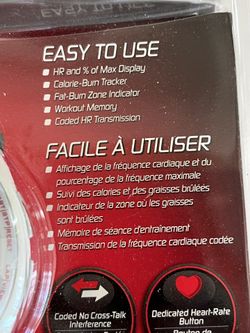 EASY TO USE
HR and % of Max Display
Calorie-Burn Tracker
Fat-Burn Zone Indicator
Workout Memory
Coded HR Transmission
FACILE À UTILISER
Affichage de la fréquence cardiaque et du
pourcentage de la fréquence maximale
Suivi des calories et des graisses brûlées
Indicateur de la zone où les graisses
sont brûlées
Mémoire de séance d'entraînement
Transmission de la fréquence cardiaque codée
Coded No Cross-Talk
Interference
Dedicated Heart-Rate
Button
Bouton de